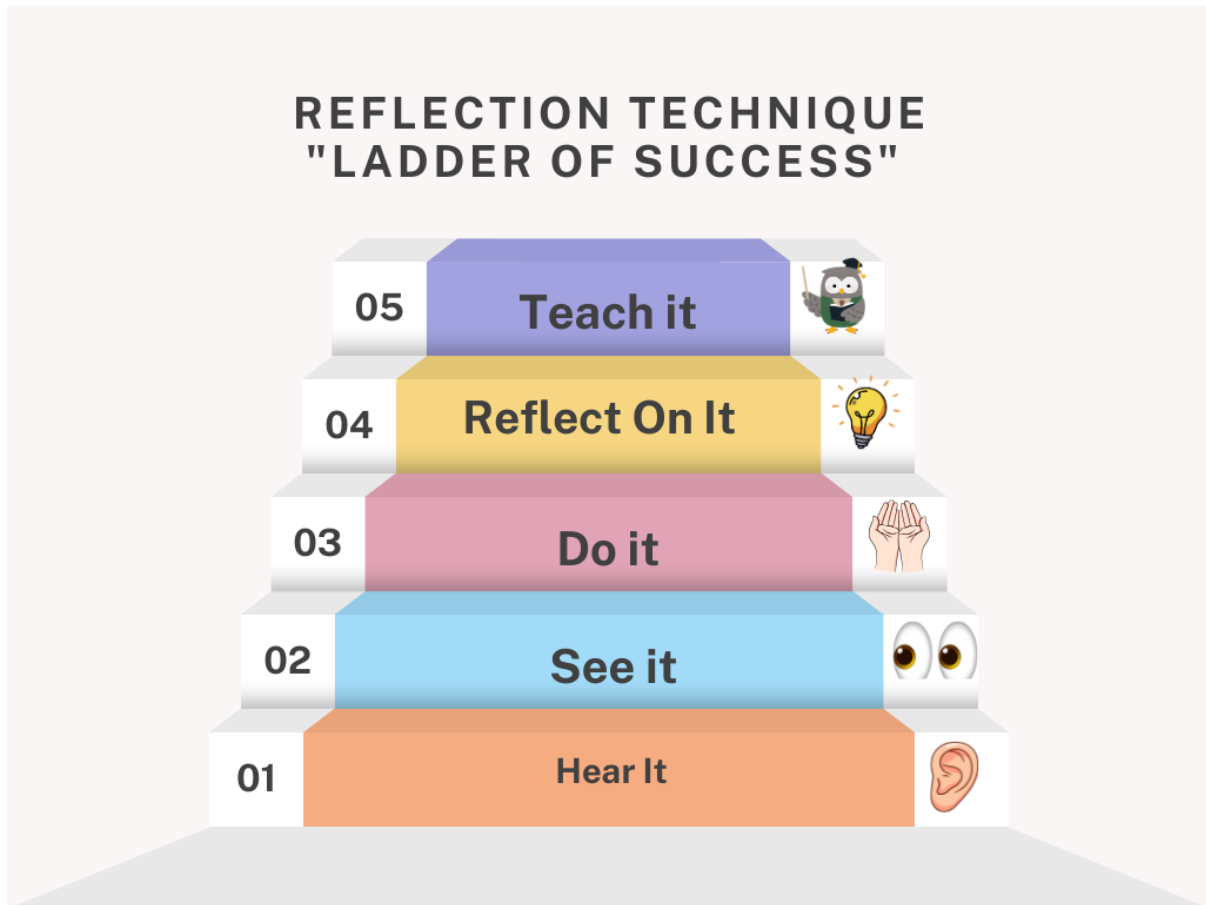 REFLECTION TECHNIQUE
"LADDER OF SUCCESS"
05 Teach it
04 Reflect On It
03 Do it
02 See it
01 Hear It